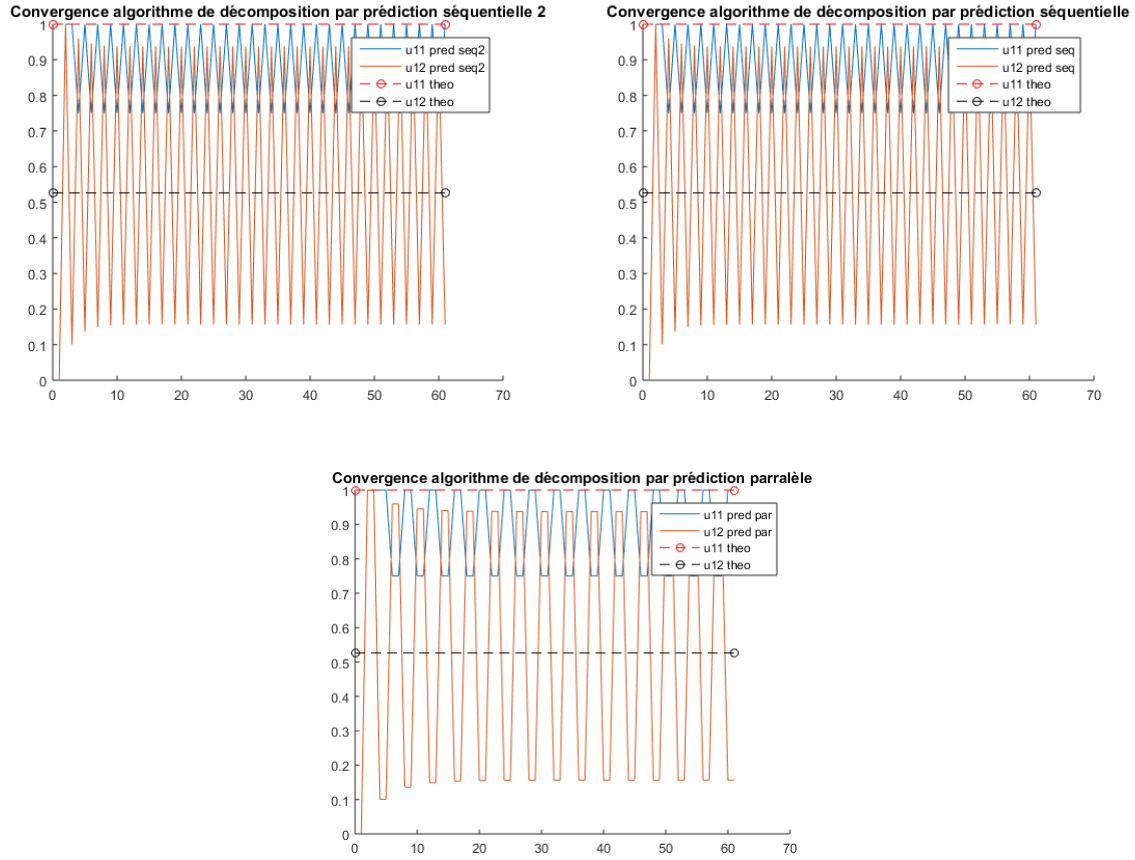 Convergence algorithme de décomposition par prédiction séquentielle 2
1
0.9
0.8
0.7
0.6
0.5
0.4
0.3
0.2
0.1
0
0 10 20 30 40 50 60 70
u11 pred seq2
u12 pred seq2
u11 theo
u12 theo
Convergence algorithme de décomposition par prédiction séquentielle
1
0.9
0.8
0.7
0.6
0.5
0.4
0.3
0.2
0.1
0
0 10 20 30 40 50 60 70
u11 pred seq
u12 pred seq
u11 theo
u12 theo
Convergence algorithme de décomposition par prédiction parralèle
1
0.9
0.8
0.7
0.6
0.5
0.4
0.3
0.2
0.1
0
0 10 20 30 40 50 60 70
u11 pred par
u12 pred par
u11 theo
u12 theo